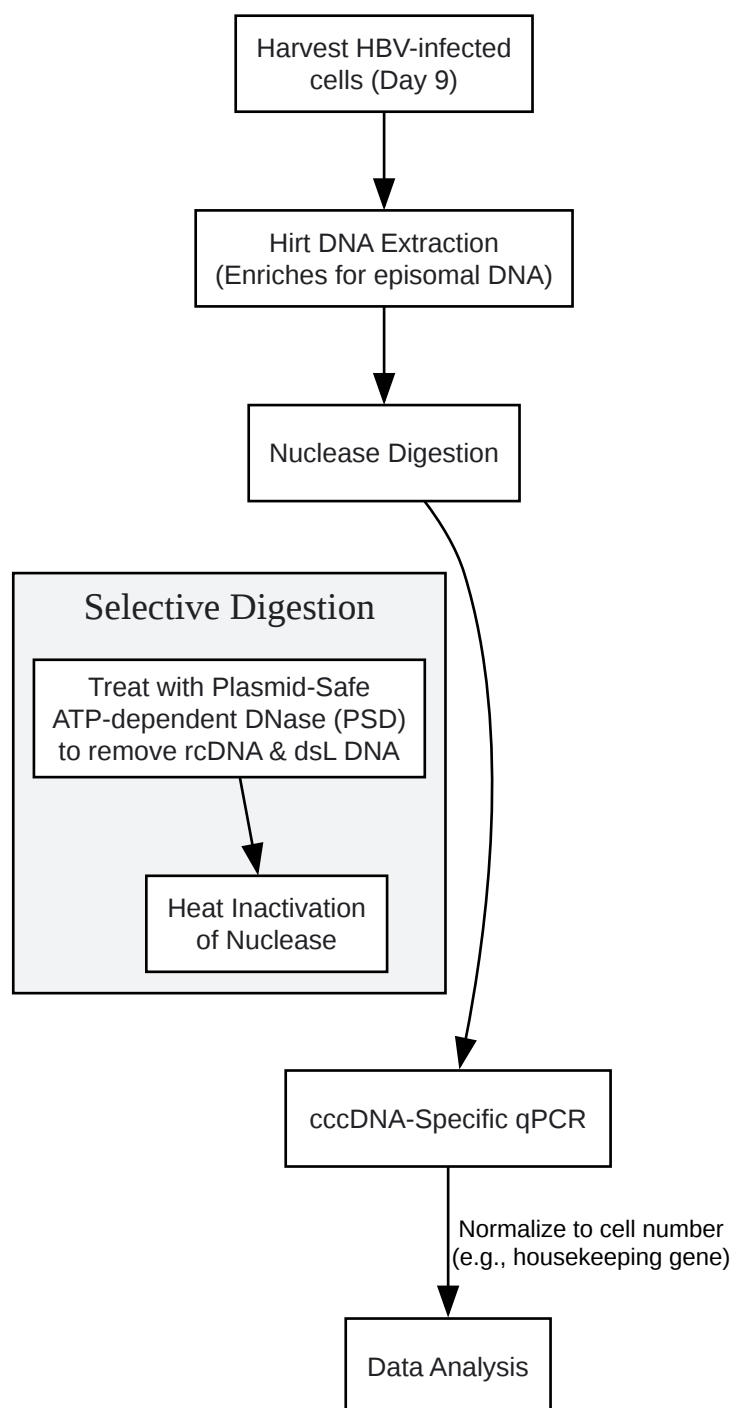 Harvest HBV-infected
cells (Day 9)
Hirt DNA Extraction
(Enriches for episomal DNA)
Nuclease Digestion
Selective Digestion
Treat with Plasmid-Safe
ATP-dependent DNase (PSD)
to remove rcDNA & dsL DNA
Heat Inactivation
of Nuclease
cccDNA-Specific qPCR
Normalize to cell number
(e.g., housekeeping gene)
Data Analysis